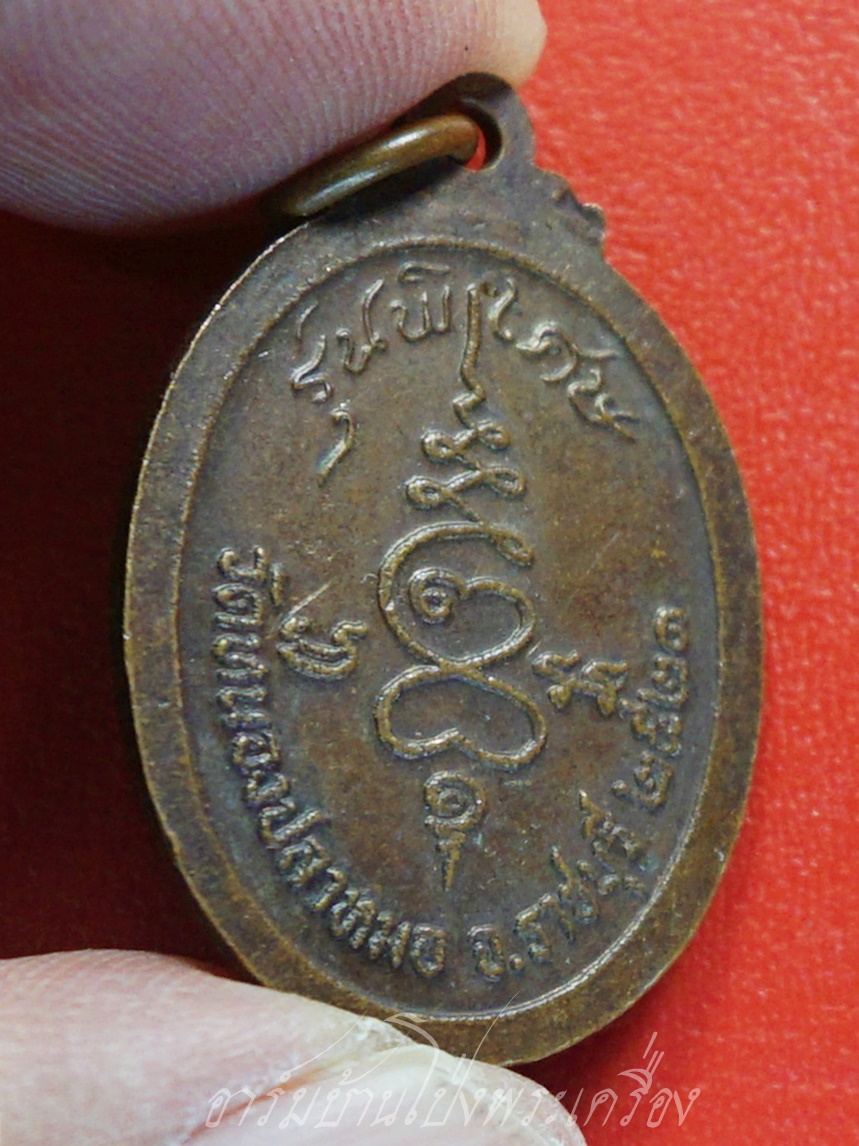 รุ่นพิเศษ
วัดหนองปลาหมอ จ.ราชบุรี ๒๕๒๑
อาร์มบ้านโป่งพระเครื่อง